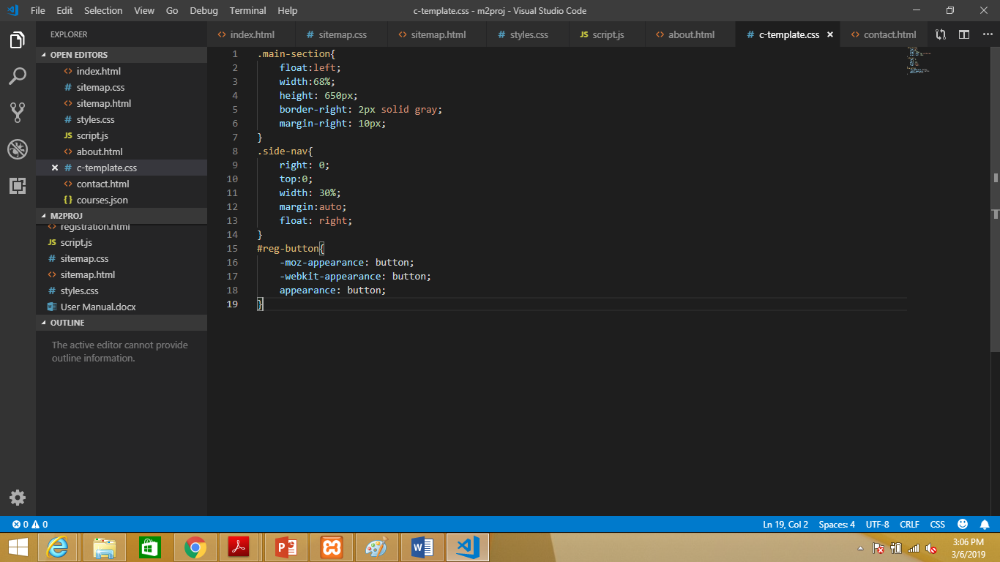 File Edit Selection View Go Debug Terminal Help
c-template.css - m2proj - Visual Studio Code
EXPLORER
OPEN EDITORS
index.html
sitemap.css
sitemap.html
styles.css
JS script.js
about.html
c-template.css
contact.html
{} courses.json
M2PROJ
registration.html
JS script.js
sitemap.css
sitemap.html
styles.css
User Manual.docx
OUTLINE
The active editor cannot provide
outline information.
<> index.html # sitemap.css <> sitemap.html # styles.css JS script.js <> about.html # c-template.css × <> contact.html
1 .main-section{
2 float:left;
3 width:68%;
4 height: 650px;
5 border-right: 2px solid gray;
6 margin-right: 10px;
7 }
8 .side-nav{
9 right: 0;
10 top:0;
11 width: 30%;
12 margin:auto;
13 float: right;
14 }
15 #reg-button{
16 -moz-appearance: button;
17 -webkit-appearance: button;
18 appearance: button;
19 }
0 0
Ln 19, Col 2 Spaces: 4 UTF-8 CRLF CSS
3:06 PM
3/6/2019